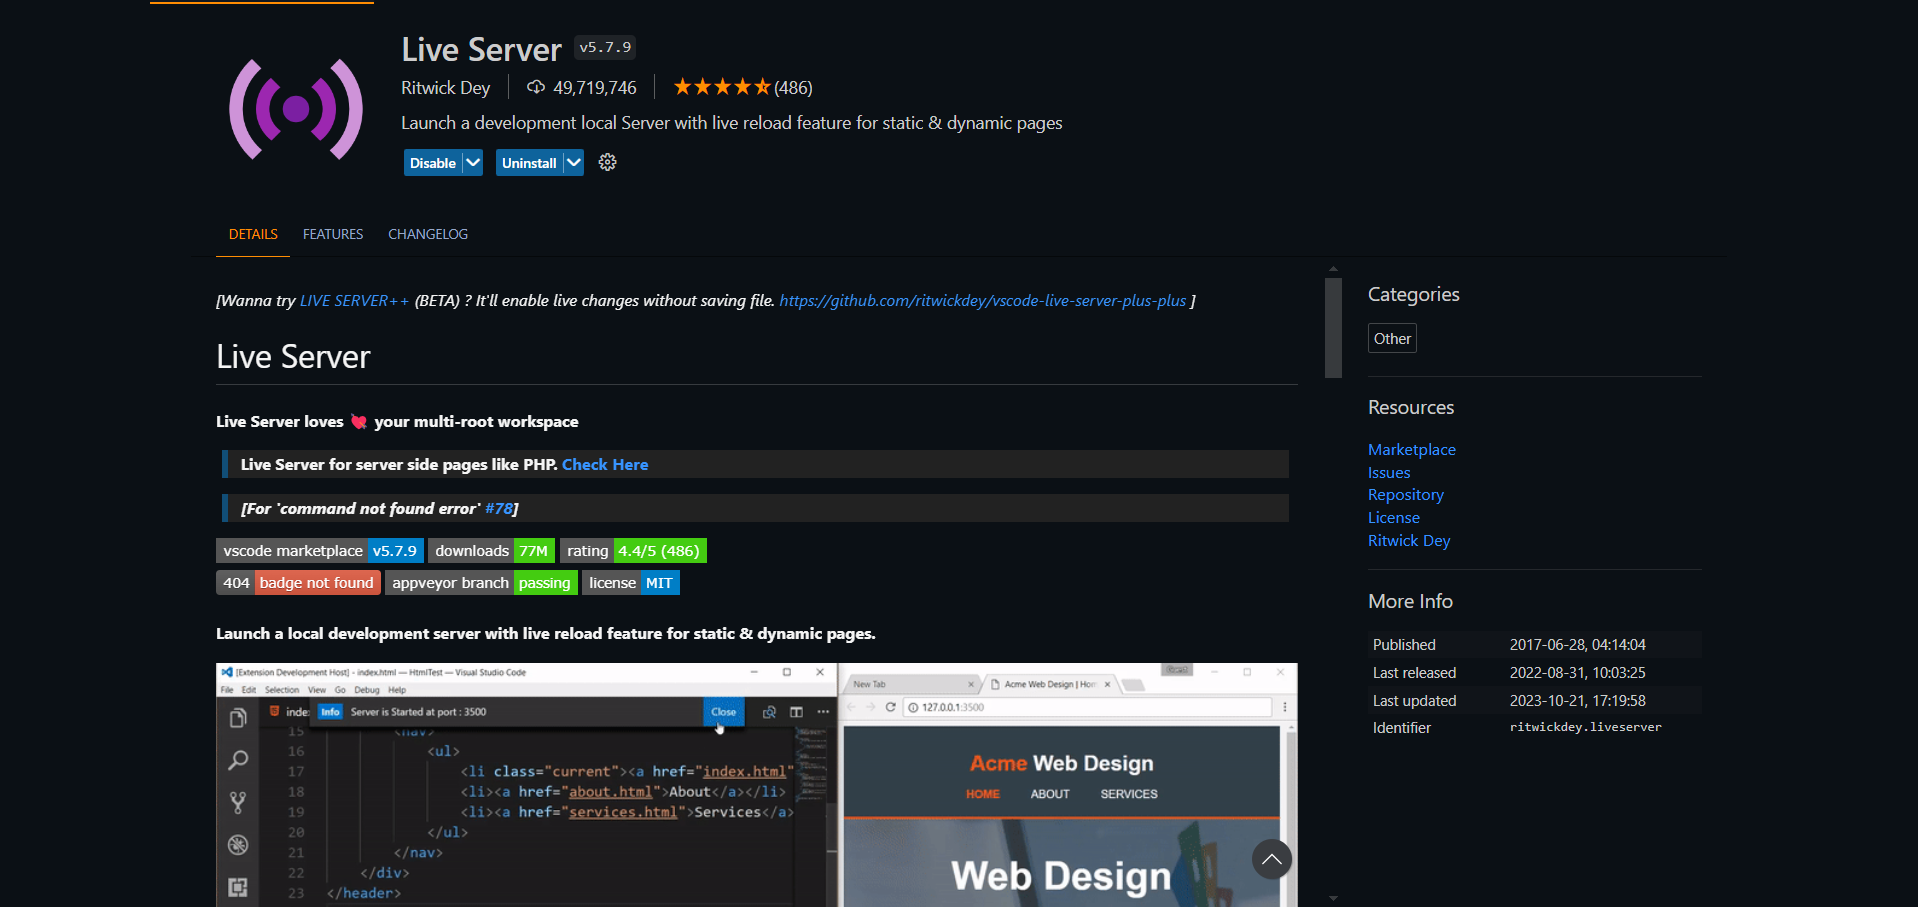 Live Server v5.7.9
Ritwick Dey 49,719,746 (486)
Launch a development local Server with live reload feature for static & dynamic pages
Disable Uninstall
DETAILS FEATURES CHANGELOG
[Wanna try LIVE SERVER++ (BETA) ? It'll enable live changes without saving file. https://github.com/ritwickdey/vscode-live-server-plus-plus ]
Live Server
Live Server loves 💘 your multi-root workspace
Live Server for server side pages like PHP. Check Here
[For 'command not found error' #78]
vscode marketplace v5.7.9 downloads 77M rating 4.4/5 (486)
404 badge not found appveyor branch passing license MIT
Launch a local development server with live reload feature for static & dynamic pages.
[Extension Development Host] - index.html — HtmlTest — Visual Studio Code
File Edit Selection View Go Debug Help
inde Info Server is Started at port : 3500 Close
15 <nav>
16 <ul>
17 <li class="current"><a href="index.html"
18 <li><a href="about.html">About</a></li>
19 <li><a href="services.html">Services</a>
20 </ul>
21 </nav>
22 </div>
23 </header>
New Tab Acme Web Design | Hom
127.0.0.1:3500
Acme Web Design
HOME ABOUT SERVICES
Web Design
Categories
Other
Resources
Marketplace
Issues
Repository
License
Ritwick Dey
More Info
Published 2017-06-28, 04:14:04
Last released 2022-08-31, 10:03:25
Last updated 2023-10-21, 17:19:58
Identifier ritwickdey.liveserver